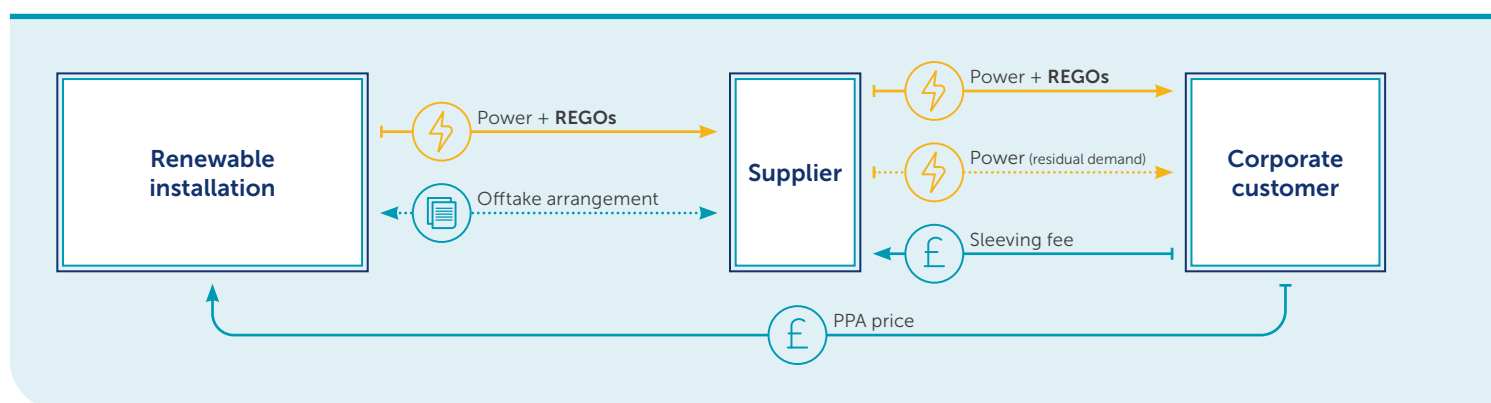 Renewable
installation
Power + REGOs
Offtake arrangement
Supplier
Power + REGOs
Power (residual demand)
Sleeving fee
£
Corporate
customer
£
PPA price